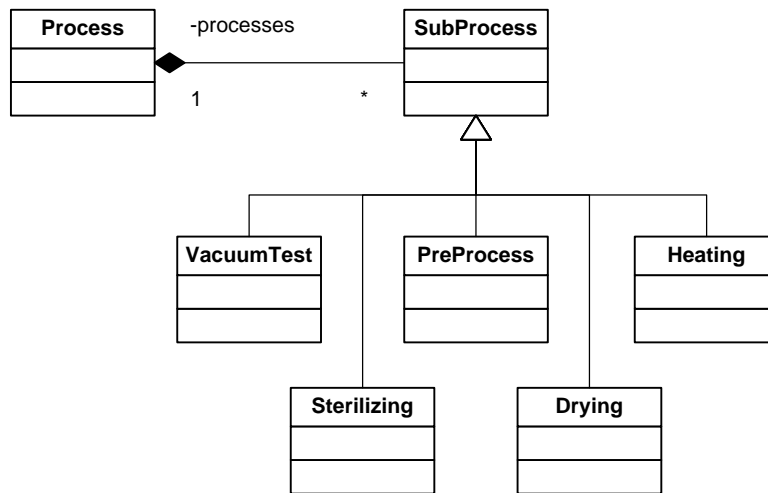 Process
-processes
SubProcess
1
*
VacuumTest
PreProcess
Heating
Sterilizing
Drying